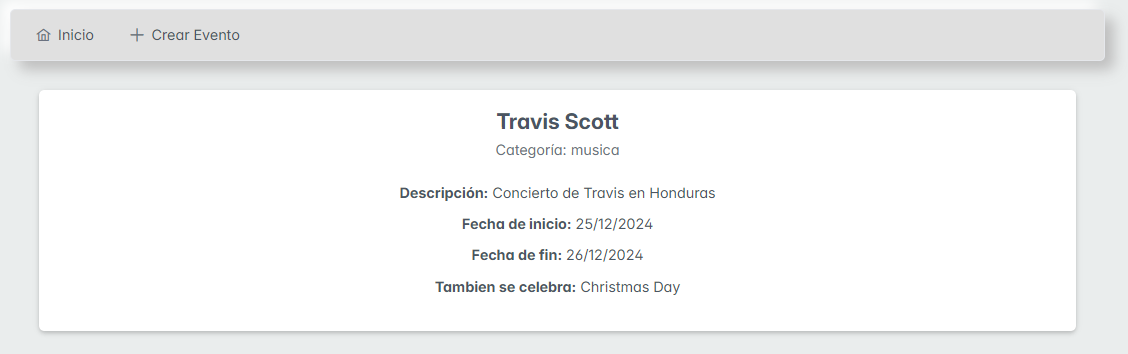 Inicio Crear Evento
Travis Scott
Categoría: musica
Descripción: Concierto de Travis en Honduras
Fecha de inicio: 25/12/2024
Fecha de fin: 26/12/2024
Tambien se celebra: Christmas Day